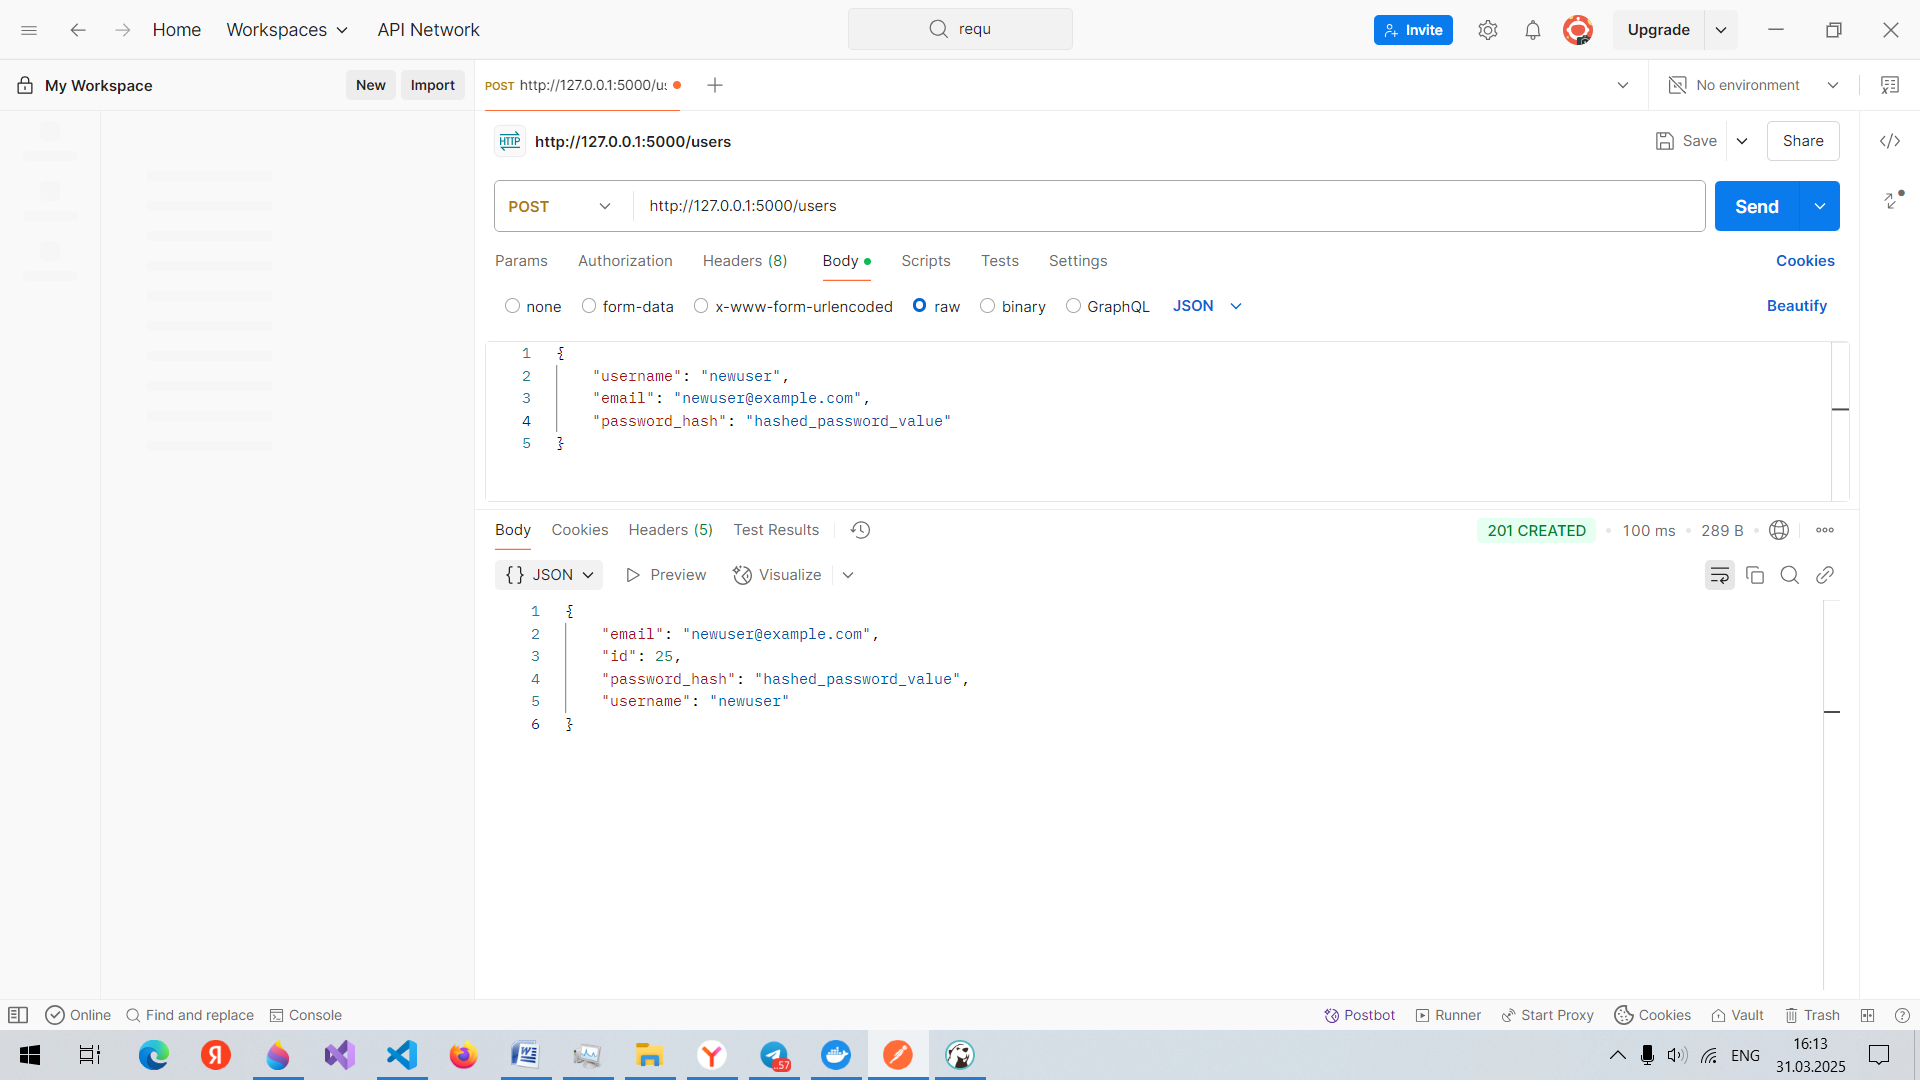 Home
Workspaces
API Network
requ
Invite
Upgrade
My Workspace
New
Import
POST http://127.0.0.1:5000/us
No environment
HTTP http://127.0.0.1:5000/users
Save
Share
POST
http://127.0.0.1:5000/users
Send
Params
Authorization
Headers (8)
Body
Scripts
Tests
Settings
Cookies
none
form-data
x-www-form-urlencoded
raw
binary
GraphQL
JSON
Beautify
1 {
2 "username": "newuser",
3 "email": "newuser@example.com",
4 "password_hash": "hashed_password_value"
5 }
Body
Cookies
Headers (5)
Test Results
201 CREATED
100 ms
289 B
{} JSON
Preview
Visualize
1 {
2 "email": "newuser@example.com",
3 "id": 25,
4 "password_hash": "hashed_password_value",
5 "username": "newuser"
6 }
Online
Find and replace
Console
Postbot
Runner
Start Proxy
Cookies
Vault
Trash
Я
Y
..57
ENG
16:13
31.03.2025